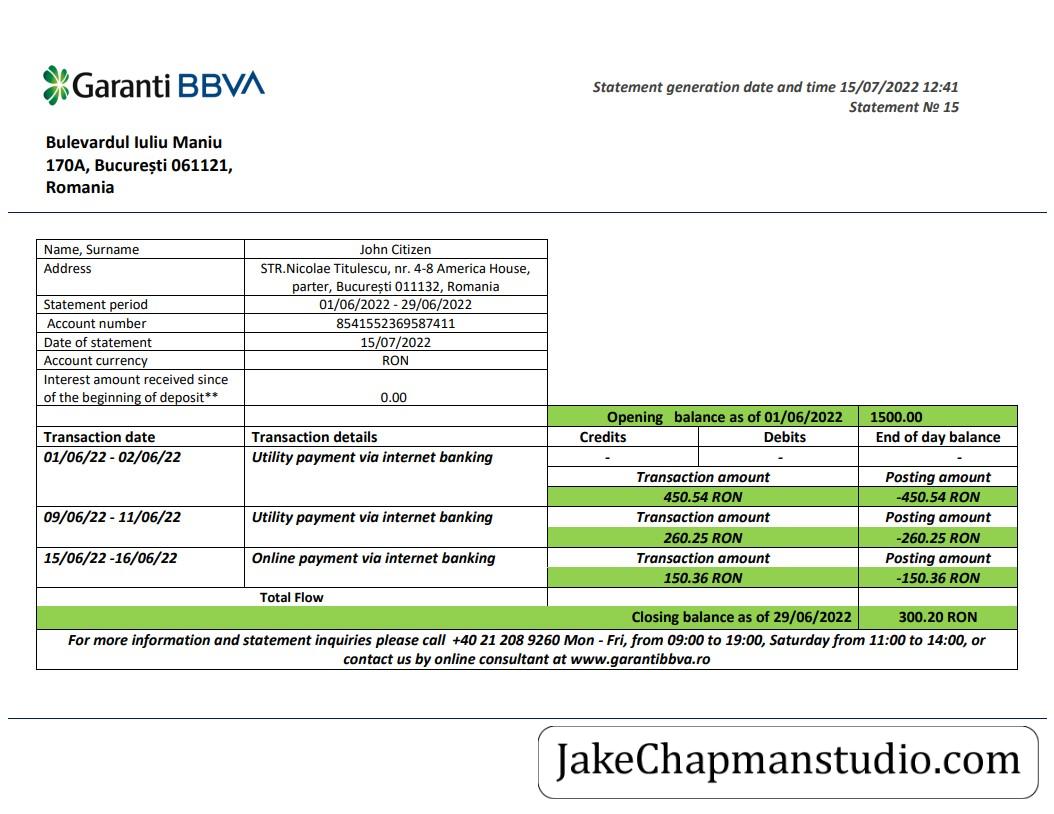 Garanti BBVA
Statement generation date and time 15/07/2022 12:41
Statement № 15
Bulevardul Iuliu Maniu
170A, București 061121,
Romania
Name, Surname John Citizen
Address STR.Nicolae Titulescu, nr. 4-8 America House,
parter, București 011132, Romania
Statement period 01/06/2022 - 29/06/2022
Account number 8541552369587411
Date of statement 15/07/2022
Account currency RON
Interest amount received since
of the beginning of deposit** 0.00
Opening balance as of 01/06/2022 1500.00
Transaction date Transaction details Credits Debits End of day balance
01/06/22 - 02/06/22 Utility payment via internet banking - - -
Transaction amount Posting amount
450.54 RON -450.54 RON
09/06/22 - 11/06/22 Utility payment via internet banking Transaction amount Posting amount
260.25 RON -260.25 RON
15/06/22 -16/06/22 Online payment via internet banking Transaction amount Posting amount
150.36 RON -150.36 RON
Total Flow
Closing balance as of 29/06/2022 300.20 RON
For more information and statement inquiries please call +40 21 208 9260 Mon - Fri, from 09:00 to 19:00, Saturday from 11:00 to 14:00, or
contact us by online consultant at www.garantibbva.ro
JakeChapmanstudio.com